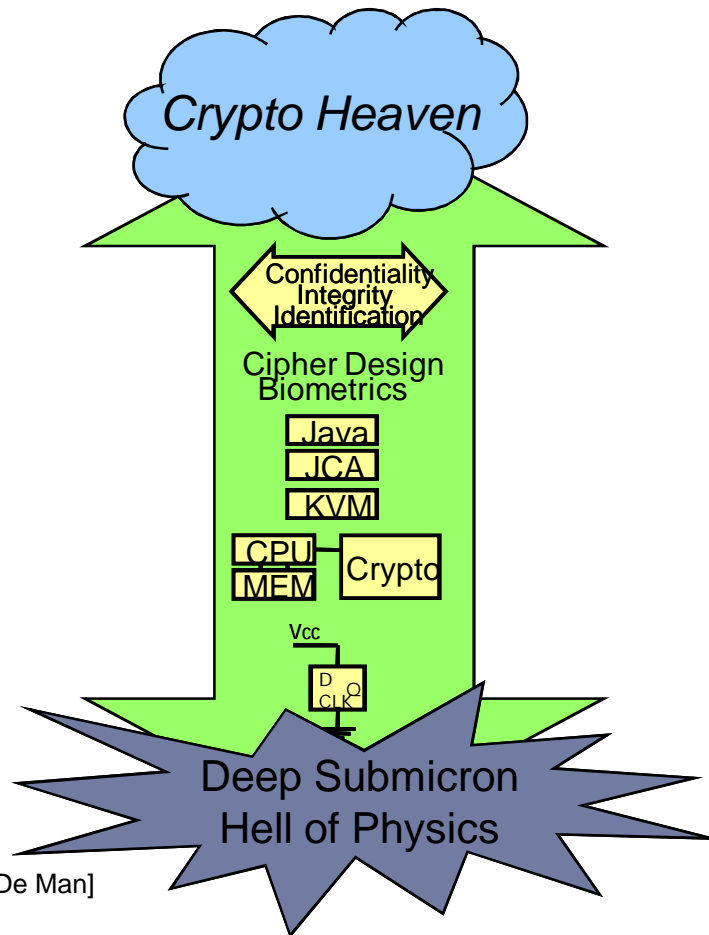 Crypto Heaven
Confidentiality
Integrity
Identification
Cipher Design
Biometrics
Java
JCA
KVM
CPU
MEM
Crypto
Vcc
D
Q
CLK
Deep Submicron
Hell of Physics
De Man]